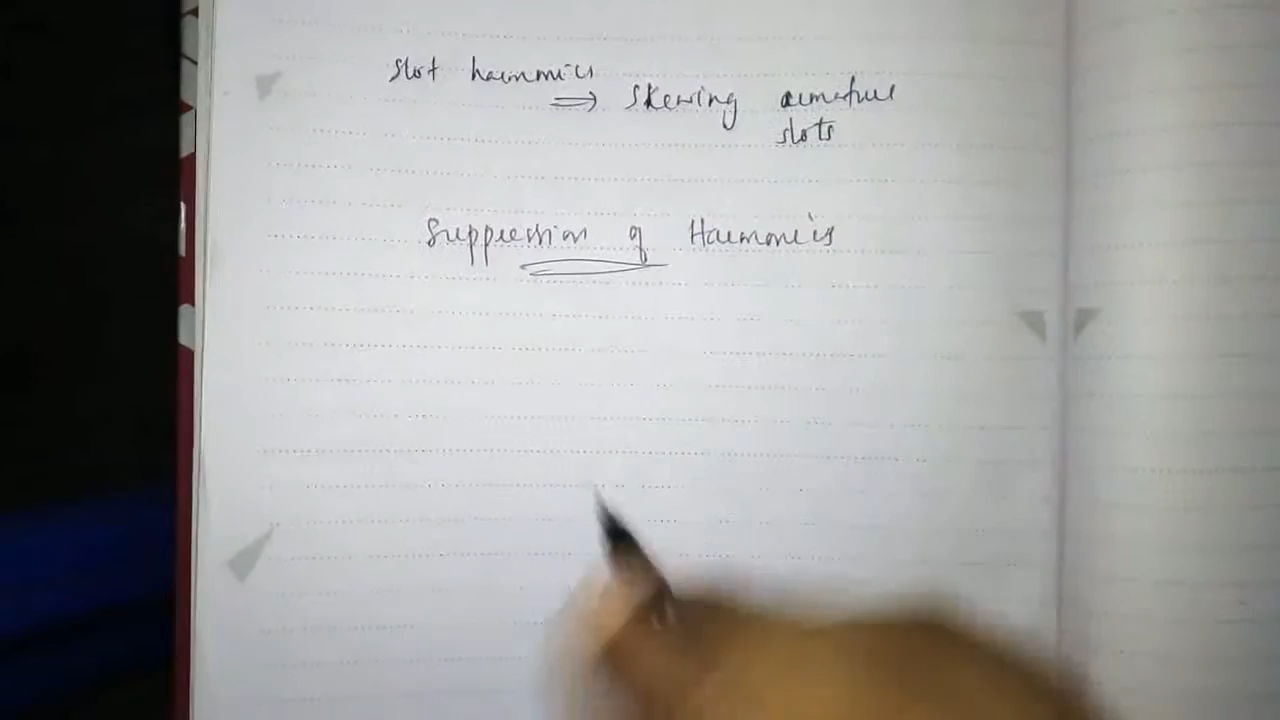 slot harmonics
⇒ skewing armature
slots
Suppression of Harmonics